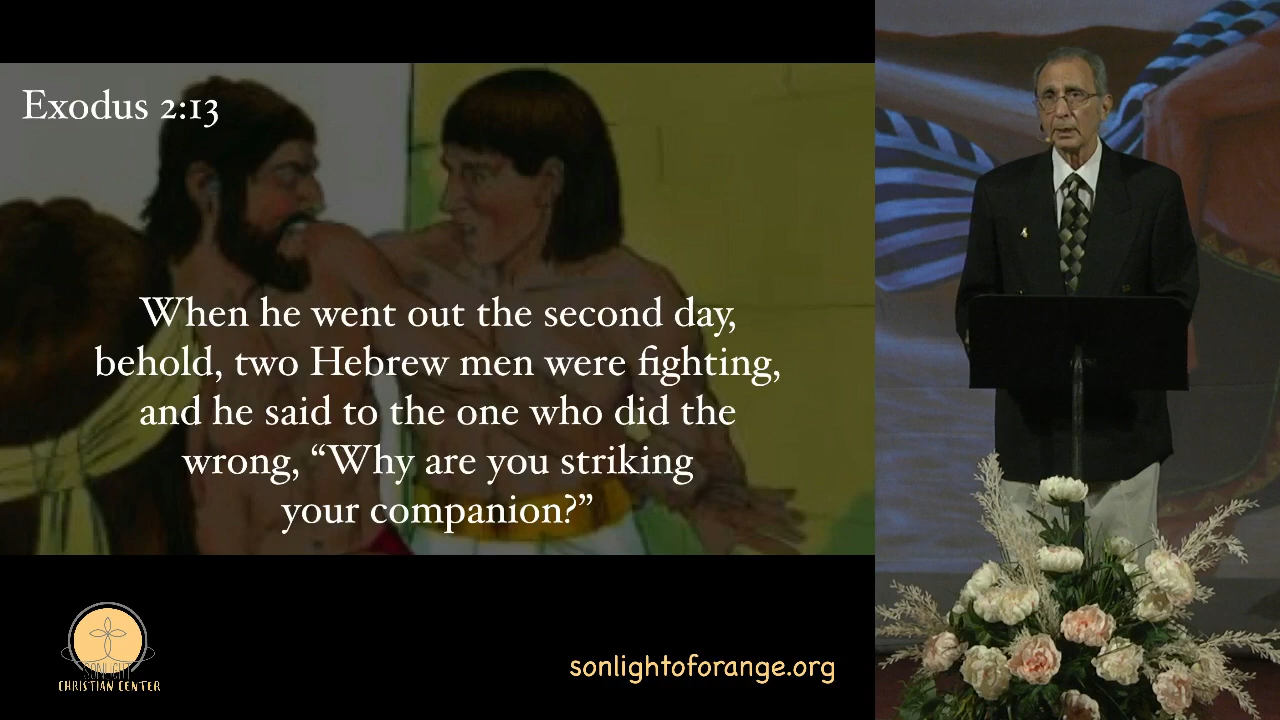 Exodus 2:13
When he went out the second day,
behold, two Hebrew men were fighting,
and he said to the one who did the
wrong, “Why are you striking
your companion?”
SONLIGHT
CHRISTIAN CENTER
sonlightoforange.org